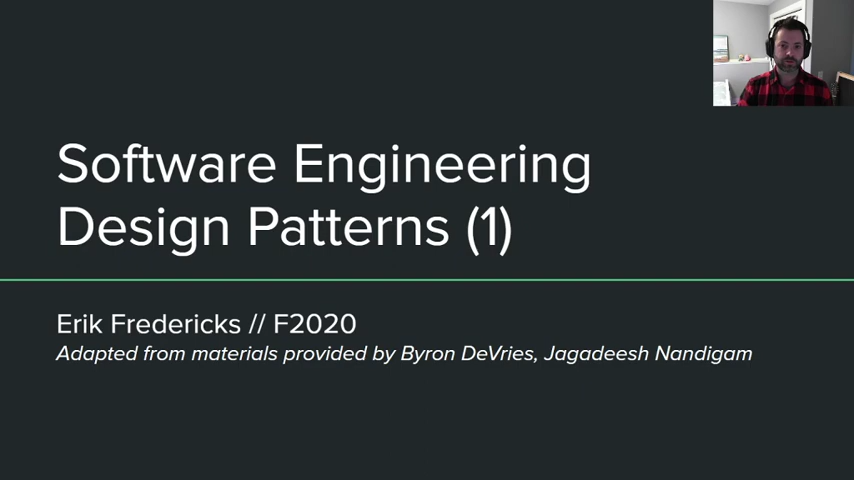 Software Engineering
Design Patterns (1)
Erik Fredericks // F2020
Adapted from materials provided by Byron DeVries, Jagadeesh Nandigam